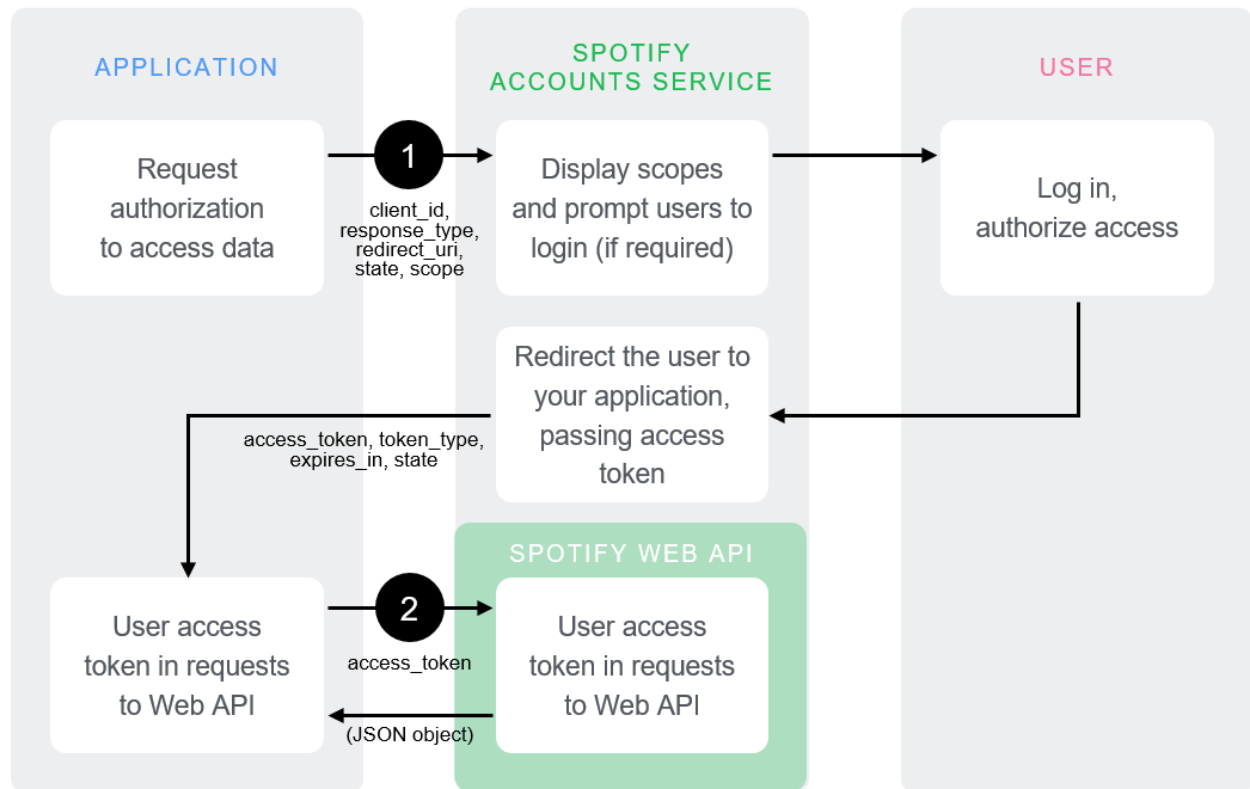 APPLICATION
SPOTIFY
ACCOUNTS SERVICE
USER
Request
authorization
to access data
1
client_id,
response_type,
redirect_uri,
state, scope
Display scopes
and prompt users to
login (if required)
Log in,
authorize access
Redirect the user to
your application,
passing access
token
access_token, token_type,
expires_in, state
SPOTIFY WEB API
User access
token in requests
to Web API
2
access_token
(JSON object)
User access
token in requests
to Web API